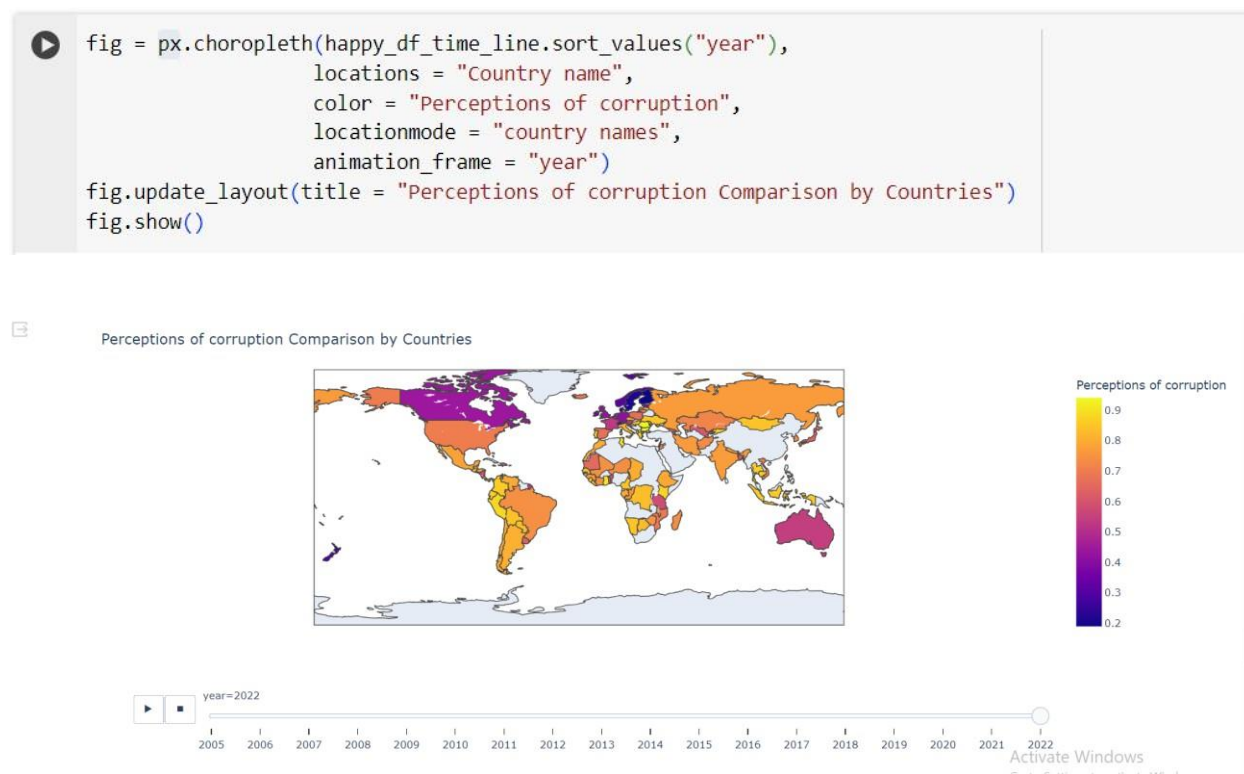 fig = px.choropleth(happy_df_time_line.sort_values("year"),
locations = "Country name",
color = "Perceptions of corruption",
locationmode = "country names",
animation_frame = "year")
fig.update_layout(title = "Perceptions of corruption Comparison by Countries")
fig.show()
Perceptions of corruption Comparison by Countries
Perceptions of corruption
0.9
0.8
0.7
0.6
0.5
0.4
0.3
0.2
year=2022
2005 2006 2007 2008 2009 2010 2011 2012 2013 2014 2015 2016 2017 2018 2019 2020 2021 2022
Activate Windows